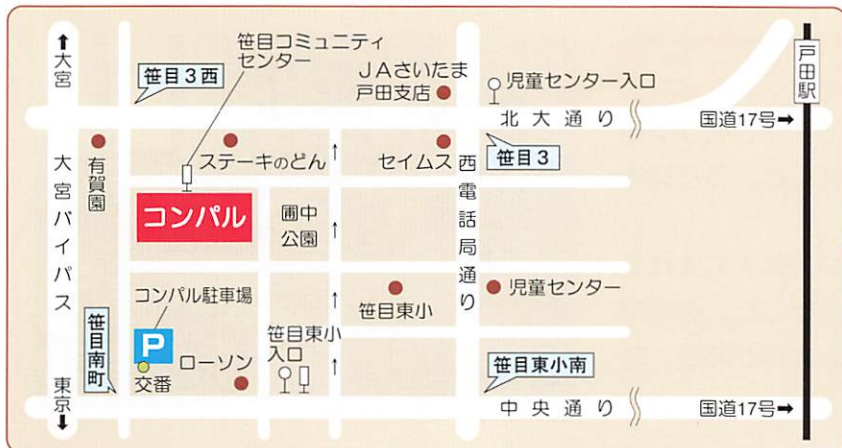 ↑大宮
笹目3西
笹目コミュニティ
センター
JAさいたま
戸田支店
児童センター入口
戸田駅
北大通り
国道17号➡
大宮バイパス
有賀園
ステーキのどん
セイムス
笹目3
西電話局通り
コンパル
圃中
公園
コンパル駐車場
P
交番
ローソン
笹目東小
入口
笹目東小
児童センター
笹目南町
笹目東小南
東京↓
中央通り
国道17号➡